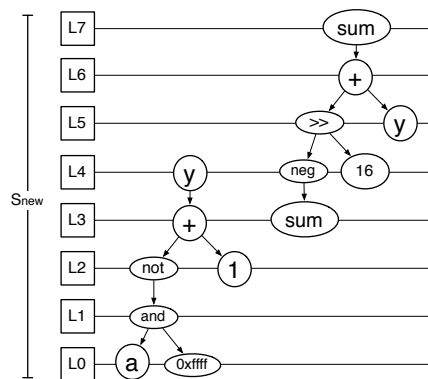 L7 sum
L6 +
L5 >> y
L4 y neg 16
Snew
L3 + sum
L2 not 1
L1 and
L0 a 0xffff